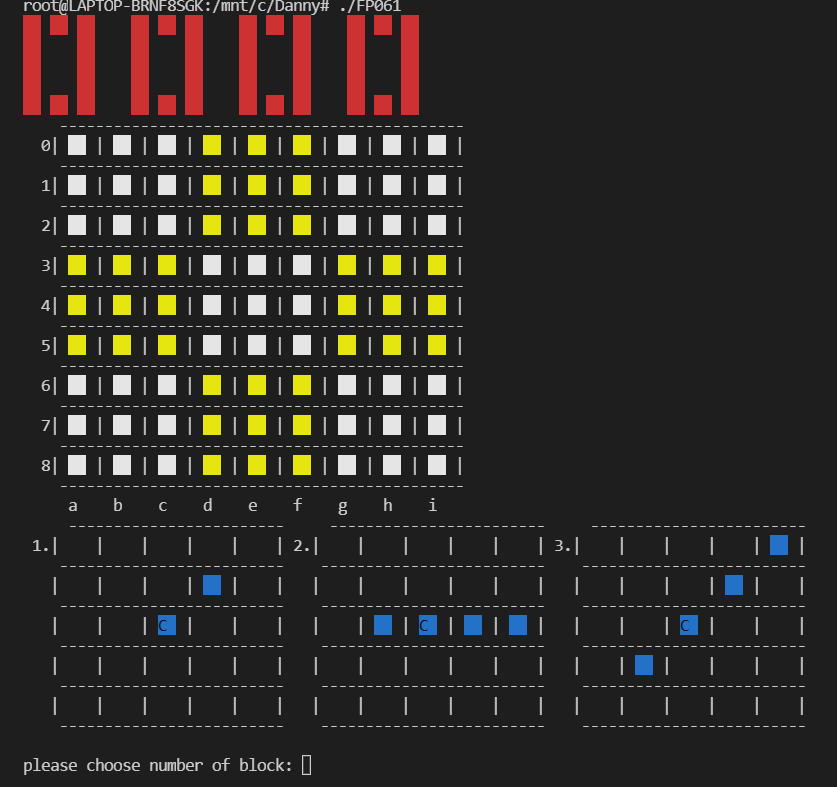 root@LAPTOP-BRNF8SGK:/mnt/c/Danny# ./FP061
0000
0|
1|
2|
3|
4|
5|
6|
7|
8|
a b c d e f g h i
1.| 2.| 3.|
C C C
please choose number of block: